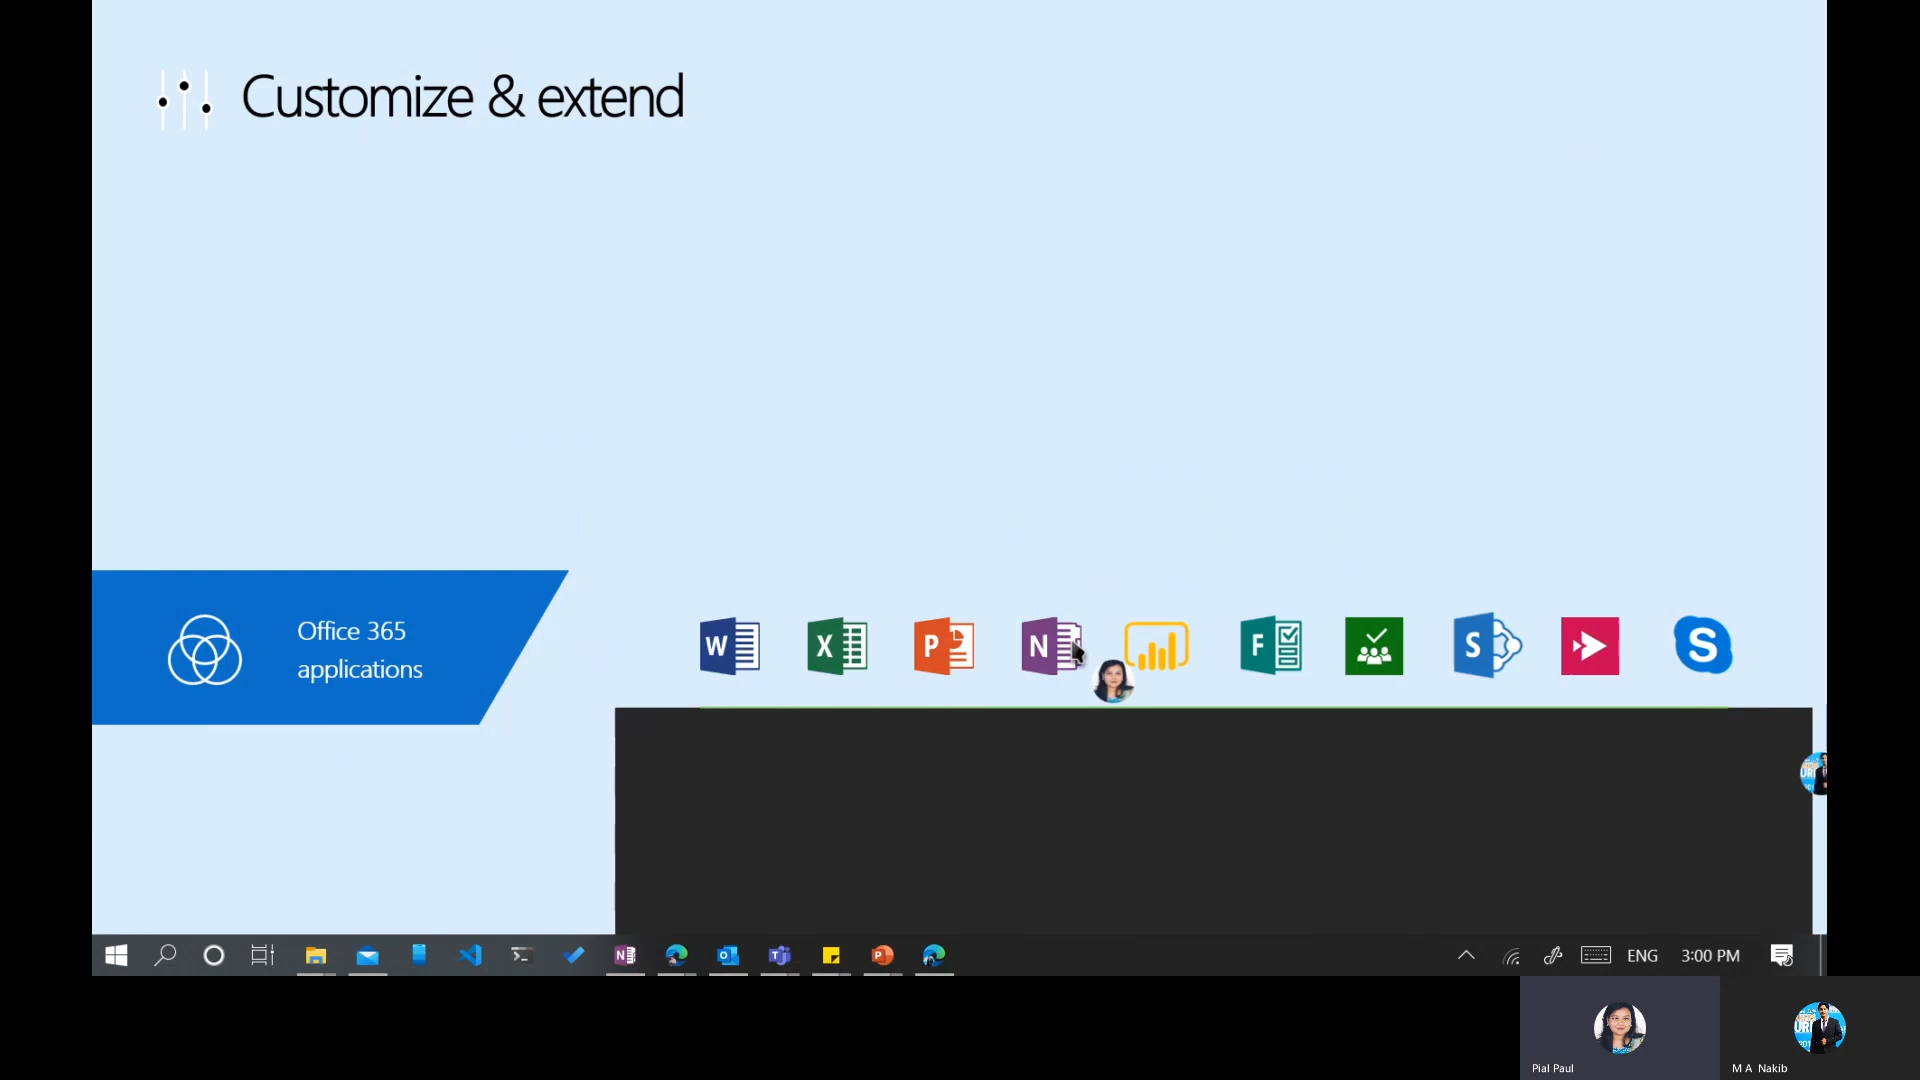 Customize & extend
Office 365
applications
W
X
P
N
F
S
S
N
O
T
P
ENG
3:00 PM
Pial Paul
M A Nakib